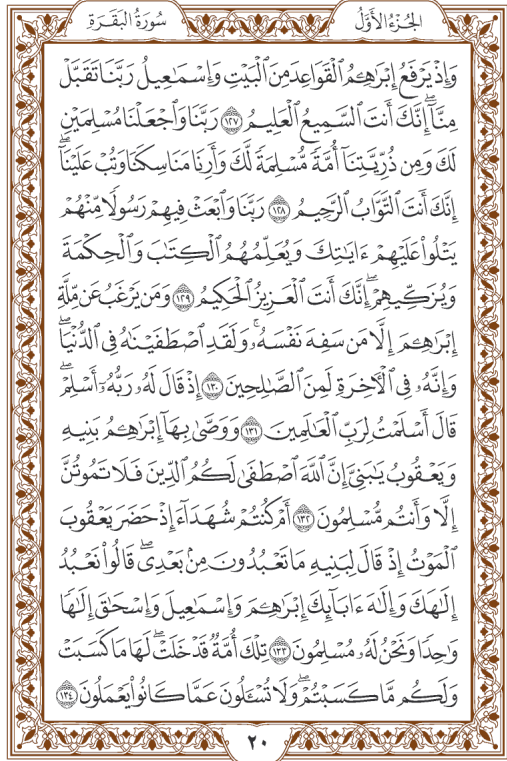 الجُزْءُ الأَوَّلُ
سُورَةُ البَقَرَةِ
وَإِذۡ يَرۡفَعُ إِبۡرَٰهِـۧمُ ٱلۡقَوَاعِدَ مِنَ ٱلۡبَيۡتِ وَإِسۡمَٰعِيلُ رَبَّنَا تَقَبَّلۡ
مِنَّآۖ إِنَّكَ أَنتَ ٱلسَّمِيعُ ٱلۡعَلِيمُ ١٢٧ رَبَّنَا وَٱجۡعَلۡنَا مُسۡلِمَيۡنِ
لَكَ وَمِن ذُرِّيَّتِنَآ أُمَّةٗ مُّسۡلِمَةٗ لَّكَ وَأَرِنَا مَنَاسِكَنَا وَتُبۡ عَلَيۡنَآۖ
إِنَّكَ أَنتَ ٱلتَّوَّابُ ٱلرَّحِيمُ ١٢٨ رَبَّنَا وَٱبۡعَثۡ فِيهِمۡ رَسُولٗا مِّنۡهُمۡ
يَتۡلُواْ عَلَيۡهِمۡ ءَايَٰتِكَ وَيُعَلِّمُهُمُ ٱلۡكِتَٰبَ وَٱلۡحِكۡمَةَ
وَيُزَكِّيهِمۡۖ إِنَّكَ أَنتَ ٱلۡعَزِيزُ ٱلۡحَكِيمُ ١٢٩ وَمَن يَرۡغَبُ عَن مِّلَّةِ
إِبۡرَٰهِـۧمَ إِلَّا مَن سَفِهَ نَفۡسَهُۥۚ وَلَقَدِ ٱصۡطَفَيۡنَٰهُ فِي ٱلدُّنۡيَاۖ
وَإِنَّهُۥ فِي ٱلۡأٓخِرَةِ لَمِنَ ٱلصَّٰلِحِينَ ١٣٠ إِذۡ قَالَ لَهُۥ رَبُّهُۥٓ أَسۡلِمۡۖ
قَالَ أَسۡلَمۡتُ لِرَبِّ ٱلۡعَٰلَمِينَ ١٣١ وَوَصَّىٰ بِهَآ إِبۡرَٰهِـۧمُ بَنِيهِ
وَيَعۡقُوبُ يَٰبَنِيَّ إِنَّ ٱللَّهَ ٱصۡطَفَىٰ لَكُمُ ٱلدِّينَ فَلَا تَمُوتُنَّ
إِلَّا وَأَنتُم مُّسۡلِمُونَ ١٣٢ أَمۡ كُنتُمۡ شُهَدَآءَ إِذۡ حَضَرَ يَعۡقُوبَ
ٱلۡمَوۡتُ إِذۡ قَالَ لِبَنِيهِ مَا تَعۡبُدُونَ مِنۢ بَعۡدِيۖ قَالُواْ نَعۡبُدُ
إِلَٰهَكَ وَإِلَٰهَ ءَابَآئِكَ إِبۡرَٰهِـۧمَ وَإِسۡمَٰعِيلَ وَإِسۡحَٰقَ إِلَٰهٗا
وَٰحِدٗا وَنَحۡنُ لَهُۥ مُسۡلِمُونَ ١٣٣ تِلۡكَ أُمَّةٞ قَدۡ خَلَتۡۖ لَهَا مَا كَسَبَتۡ
وَلَكُم مَّا كَسَبۡتُمۡۖ وَلَا تُسۡـَٔلُونَ عَمَّا كَانُواْ يَعۡمَلُونَ ١٣٤
٢٠